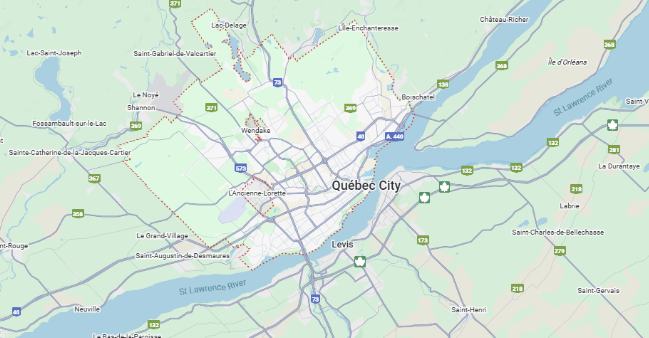 371
Lac-Delage
L'Île-Enchanteresse
Château-Richer
Lac-Saint-Joseph
Saint-Gabriel-de-Valcartier
368
Île d'Orléans
73
138
Le Noyé
Shannon
371
369
Boischatel
St Lawrence River
Saint-V
Fossambault-sur-le-Lac
369
Wendake
40
A. 440
368
132
Sainte-Catherine-de-la-Jacques-Cartier
573
132
132
281
La Durantaye
367
L'Ancienne-Lorette
Québec City
218
358
Labrie
Le Grand-Village
Levis
173
Saint-Charles-de-Bellechasse
nt-Rouge
Saint-Augustin-de-Desmaures
279
St Lawrence River
218
Saint-Gervais
40
Neuville
73
Saint-Henri
132